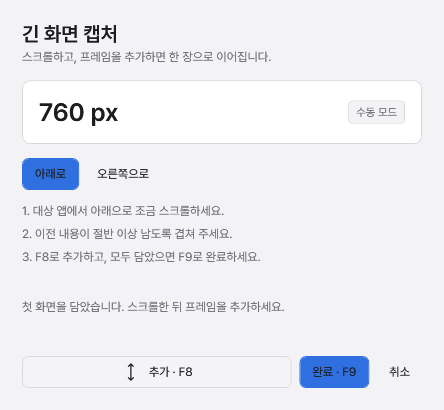 긴 화면 캡처
스크롤하고, 프레임을 추가하면 한 장으로 이어집니다.
760 px
수동 모드
아래로
오른쪽으로
1. 대상 앱에서 아래으로 조금 스크롤하세요.
2. 이전 내용이 절반 이상 남도록 겹쳐 주세요.
3. F8로 추가하고, 모두 담았으면 F9로 완료하세요.
첫 화면을 담았습니다. 스크롤한 뒤 프레임을 추가하세요.
추가 · F8
완료 · F9
취소